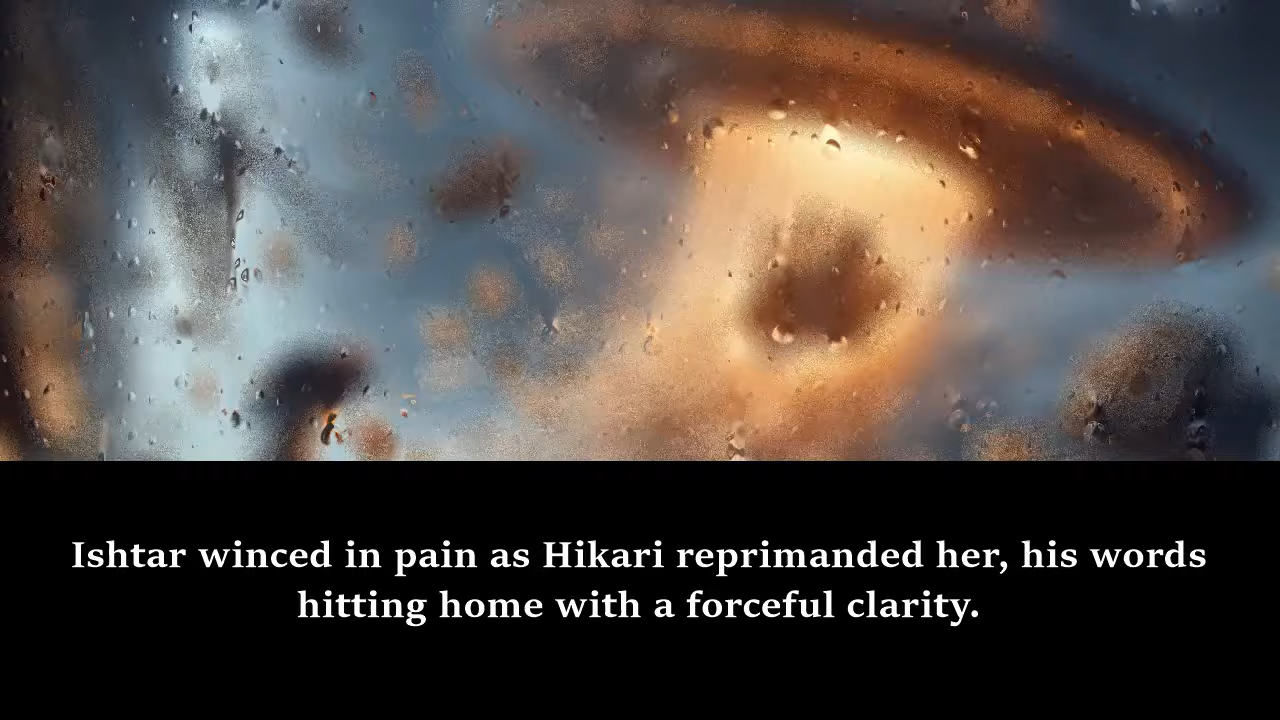 Ishtar winced in pain as Hikari reprimanded her, his words
hitting home with a forceful clarity.